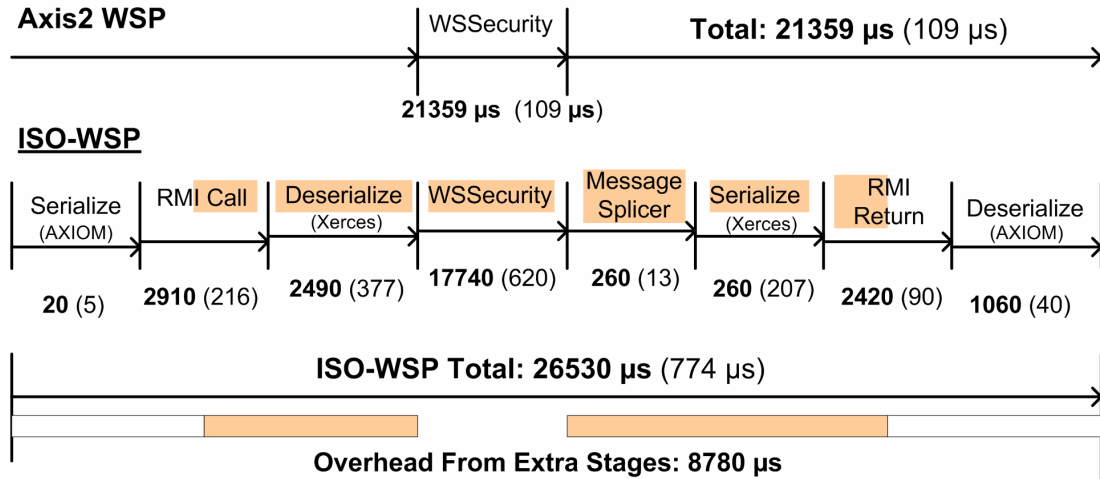 Axis2 WSP
WSSecurity
Total: 21359 µs (109 µs)
21359 µs (109 µs)
ISO-WSP
Serialize
(AXIOM)
RMI Call
Deserialize
(Xerces)
WSSecurity
Message
Splicer
Serialize
(Xerces)
RMI
Return
Deserialize
(AXIOM)
20 (5)
2910 (216)
2490 (377)
17740 (620)
260 (13)
260 (207)
2420 (90)
1060 (40)
ISO-WSP Total: 26530 µs (774 µs)
Overhead From Extra Stages: 8780 µs